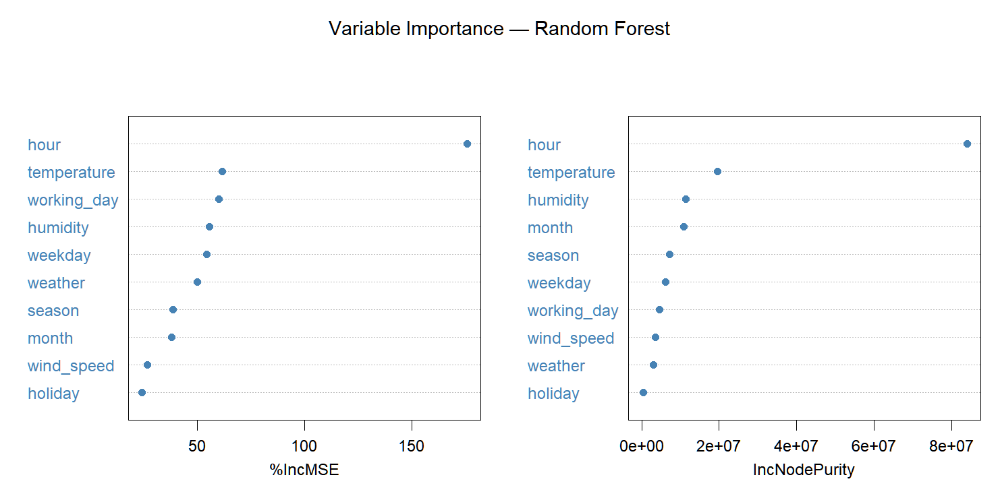 Variable Importance — Random Forest
hour
temperature
working_day
humidity
weekday
weather
season
month
wind_speed
holiday
50 100 150
%IncMSE
hour
temperature
humidity
month
season
weekday
working_day
wind_speed
weather
holiday
0e+00 2e+07 4e+07 6e+07 8e+07
IncNodePurity